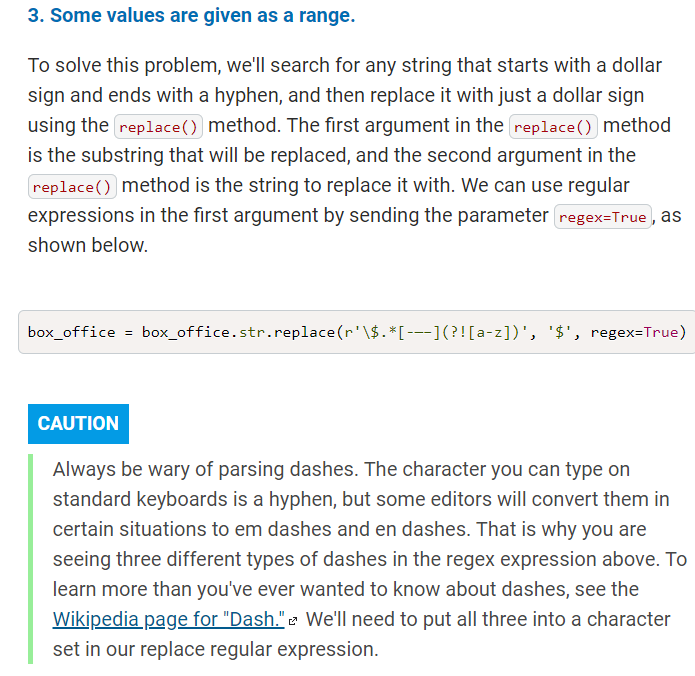 3. Some values are given as a range.
To solve this problem, we'll search for any string that starts with a dollar
sign and ends with a hyphen, and then replace it with just a dollar sign
using the replace() method. The first argument in the replace() method
is the substring that will be replaced, and the second argument in the
replace() method is the string to replace it with. We can use regular
expressions in the first argument by sending the parameter regex=True, as
shown below.
box_office = box_office.str.replace(r'\$.*[-—–](?![a-z])', '$', regex=True)
CAUTION
Always be wary of parsing dashes. The character you can type on
standard keyboards is a hyphen, but some editors will convert them in
certain situations to em dashes and en dashes. That is why you are
seeing three different types of dashes in the regex expression above. To
learn more than you've ever wanted to know about dashes, see the
Wikipedia page for "Dash." We'll need to put all three into a character
set in our replace regular expression.